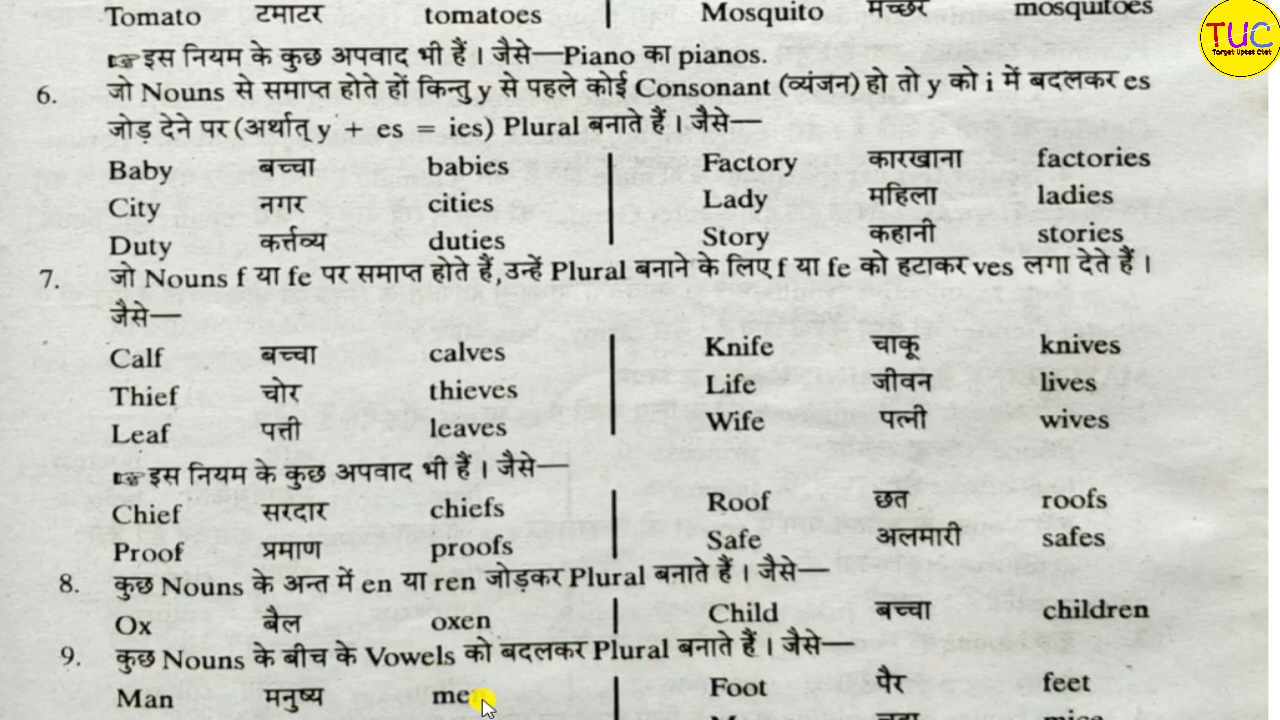 Tomato टमाटर tomatoes | Mosquito मच्छर mosquitoes
☞इस नियम के कुछ अपवाद भी हैं। जैसे—Piano का pianos.
6. जो Nouns से समाप्त होते हों किन्तु y से पहले कोई Consonant (व्यंजन) हो तो y को i में बदलकर es
जोड़ देने पर (अर्थात् y + es = ies) Plural बनाते हैं। जैसे—
Baby बच्चा babies | Factory कारखाना factories
City नगर cities | Lady महिला ladies
Duty कर्त्तव्य duties | Story कहानी stories
7. जो Nouns f या fe पर समाप्त होते हैं, उन्हें Plural बनाने के लिए f या fe को हटाकर ves लगा देते हैं।
जैसे—
Calf बच्चा calves | Knife चाकू knives
Thief चोर thieves | Life जीवन lives
Leaf पत्ती leaves | Wife पत्नी wives
☞इस नियम के कुछ अपवाद भी हैं। जैसे—
Chief सरदार chiefs | Roof छत roofs
Proof प्रमाण proofs | Safe अलमारी safes
8. कुछ Nouns के अन्त में en या ren जोड़कर Plural बनाते हैं। जैसे—
Ox बैल oxen | Child बच्चा children
9. कुछ Nouns के बीच के Vowels को बदलकर Plural बनाते हैं। जैसे—
Man मनुष्य men | Foot पैर feet
TUC
Target Uptet Ctet